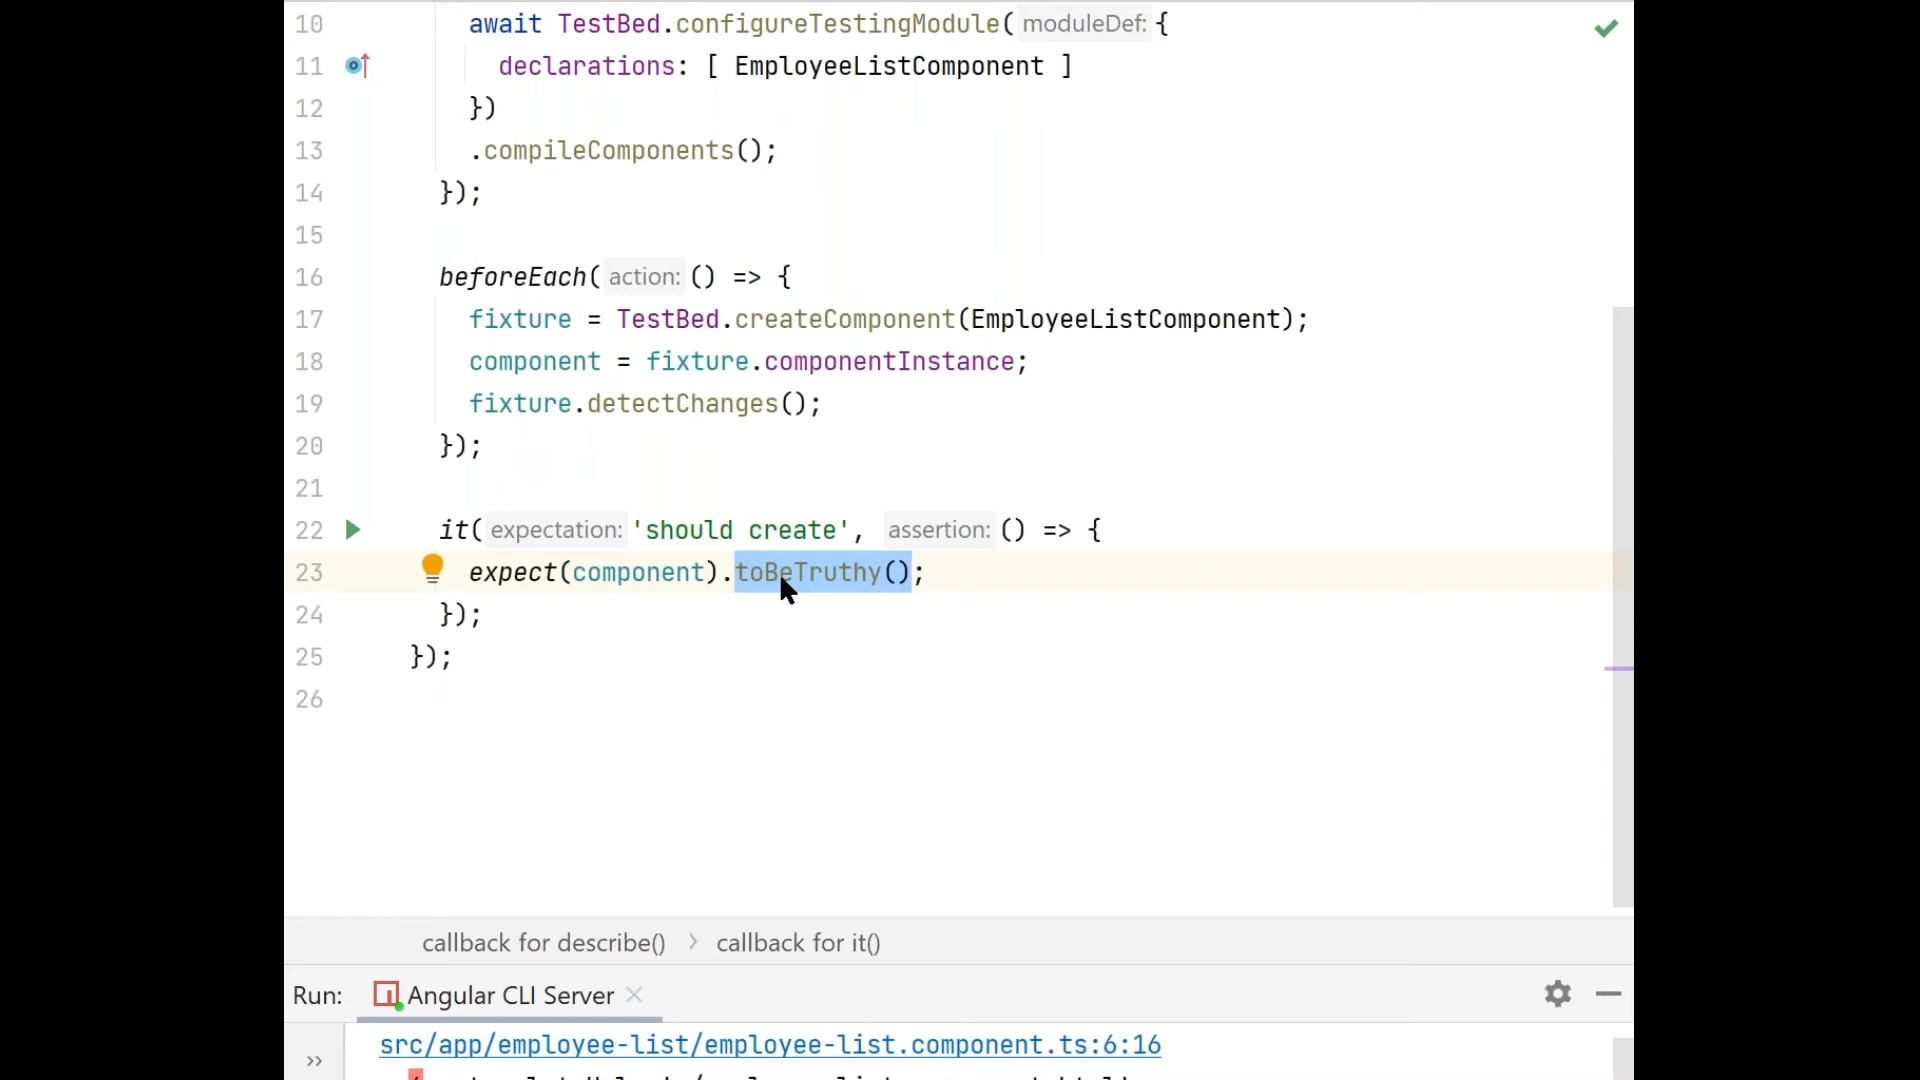 10 await TestBed.configureTestingModule( moduleDef: {
11 declarations: [ EmployeeListComponent ]
12 })
13 .compileComponents();
14 });
15
16 beforeEach( action: () => {
17 fixture = TestBed.createComponent(EmployeeListComponent);
18 component = fixture.componentInstance;
19 fixture.detectChanges();
20 });
21
22 it( expectation: 'should create', assertion: () => {
23 expect(component).toBeTruthy();
24 });
25 });
26
callback for describe() › callback for it()
Run: Angular CLI Server ×
src/app/employee-list/employee-list.component.ts:6:16